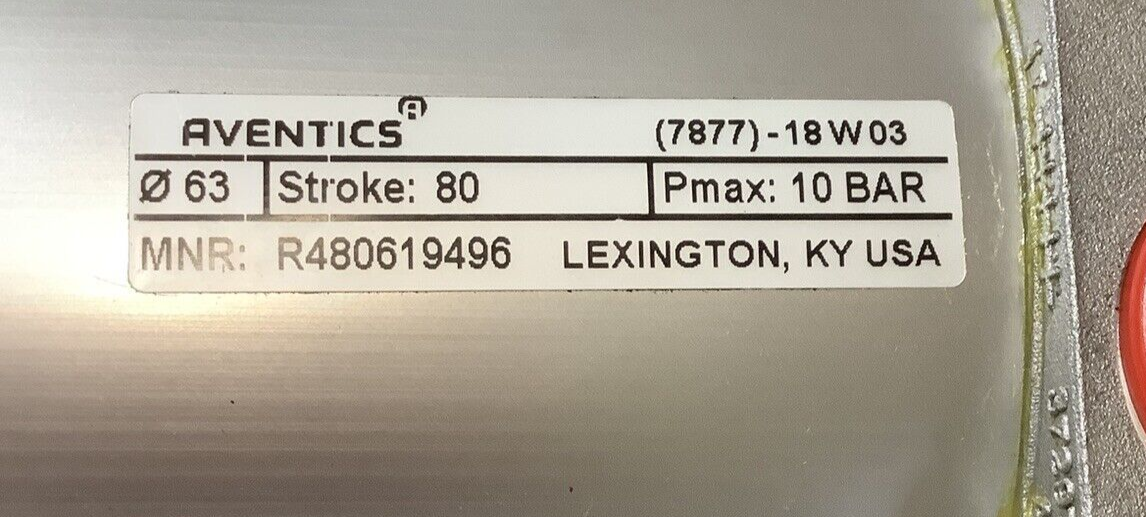 AVENTICS
(7877)-18W03
Ø 63 Stroke: 80 Pmax: 10 BAR
MNR: R480619496 LEXINGTON, KY USA